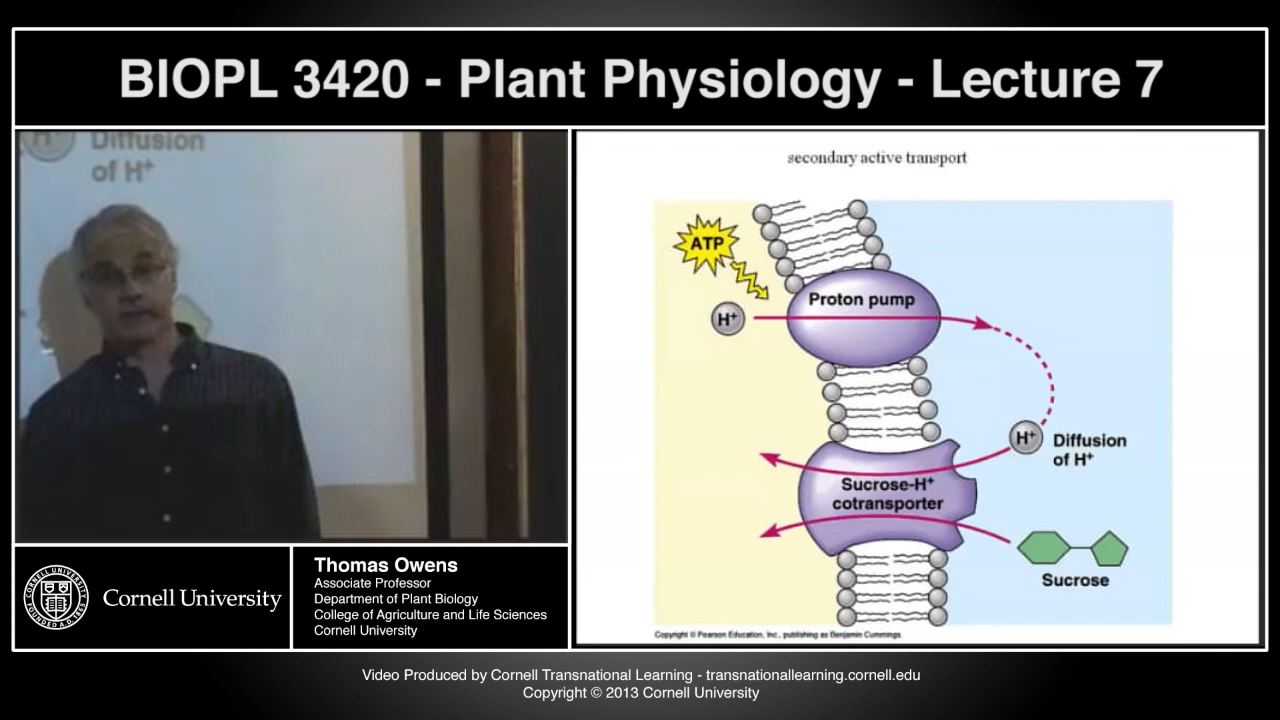 BIOPL 3420 - Plant Physiology - Lecture 7
H+
Diffusion
of H+
secondary active transport
ATP
Proton pump
H+
H+
Diffusion
of H+
Sucrose-H+
cotransporter
Sucrose
Copyright © Pearson Education, Inc., publishing as Benjamin Cummings.
Cornell University
Thomas Owens
Associate Professor
Department of Plant Biology
College of Agriculture and Life Sciences
Cornell University
Video Produced by Cornell Transnational Learning - transnationallearning.cornell.edu
Copyright © 2013 Cornell University